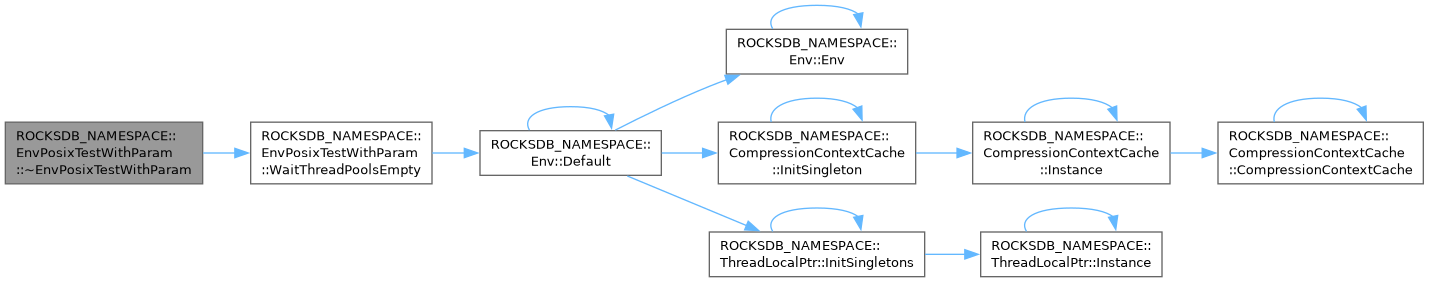 ROCKSDB_NAMESPACE::
EnvPosixTestWithParam
::~EnvPosixTestWithParam
ROCKSDB_NAMESPACE::
EnvPosixTestWithParam
::WaitThreadPoolsEmpty
ROCKSDB_NAMESPACE::
Env::Default
ROCKSDB_NAMESPACE::
Env::Env
ROCKSDB_NAMESPACE::
CompressionContextCache
::InitSingleton
ROCKSDB_NAMESPACE::
CompressionContextCache
::Instance
ROCKSDB_NAMESPACE::
CompressionContextCache
::CompressionContextCache
ROCKSDB_NAMESPACE::
ThreadLocalPtr::InitSingletons
ROCKSDB_NAMESPACE::
ThreadLocalPtr::Instance